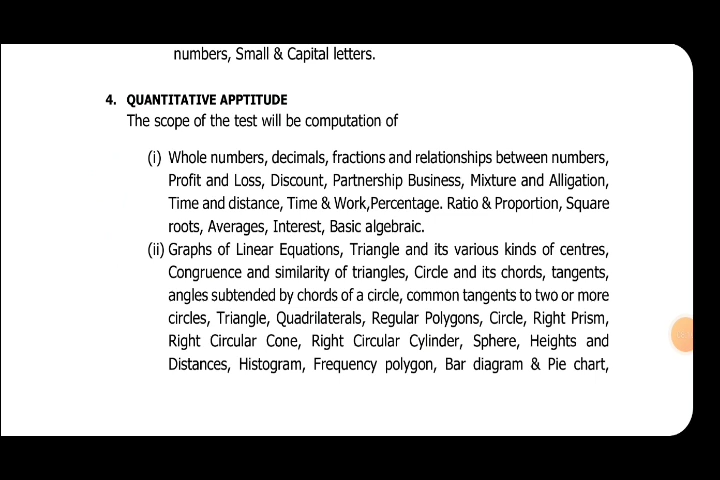 numbers, Small & Capital letters.
4. QUANTITATIVE APPTITUDE
The scope of the test will be computation of
(i) Whole numbers, decimals, fractions and relationships between numbers,
Profit and Loss, Discount, Partnership Business, Mixture and Alligation,
Time and distance, Time & Work,Percentage. Ratio & Proportion, Square
roots, Averages, Interest, Basic algebraic.
(ii) Graphs of Linear Equations, Triangle and its various kinds of centres,
Congruence and similarity of triangles, Circle and its chords, tangents,
angles subtended by chords of a circle, common tangents to two or more
circles, Triangle, Quadrilaterals, Regular Polygons, Circle, Right Prism,
Right Circular Cone, Right Circular Cylinder, Sphere, Heights and
Distances, Histogram, Frequency polygon, Bar diagram & Pie chart,